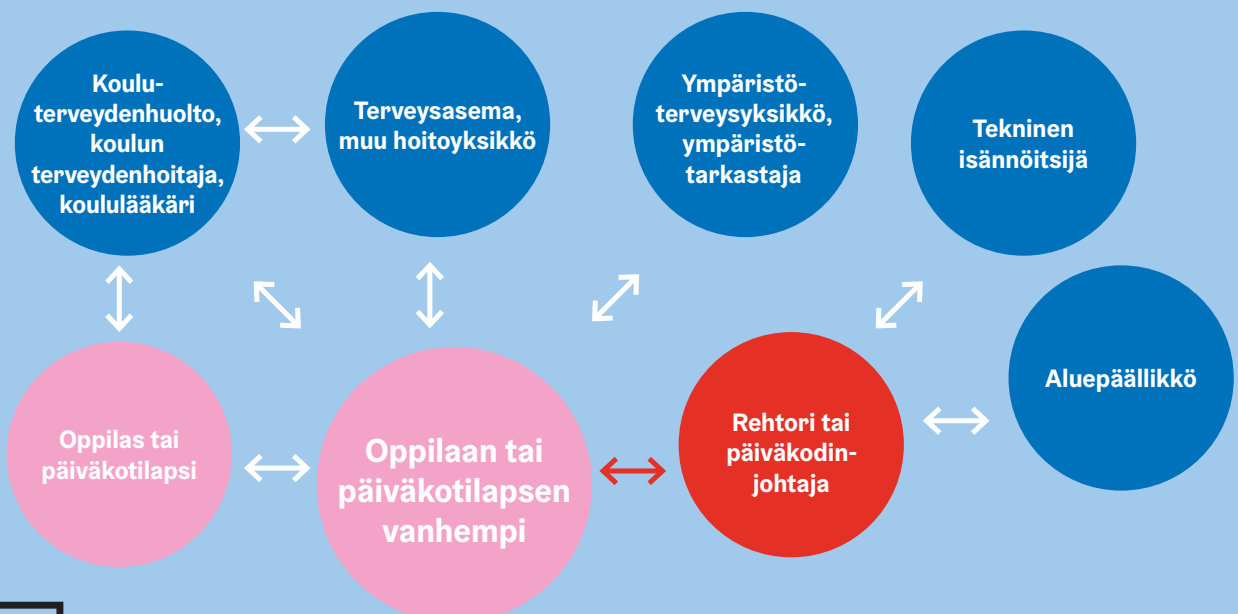 Koulu-
terveydenhuolto,
koulun
terveydenhoitaja,
koululääkäri
Terveysasema,
muu hoitoyksikkö
Ympäristö-
terveysyksikkö,
ympäristö-
tarkastaja
Tekninen
isännöitsijä
Oppilas tai
päiväkotilapsi
Oppilaan tai
päiväkotilapsen
vanhempi
Rehtori tai
päiväkodin-
johtaja
Aluepäällikkö